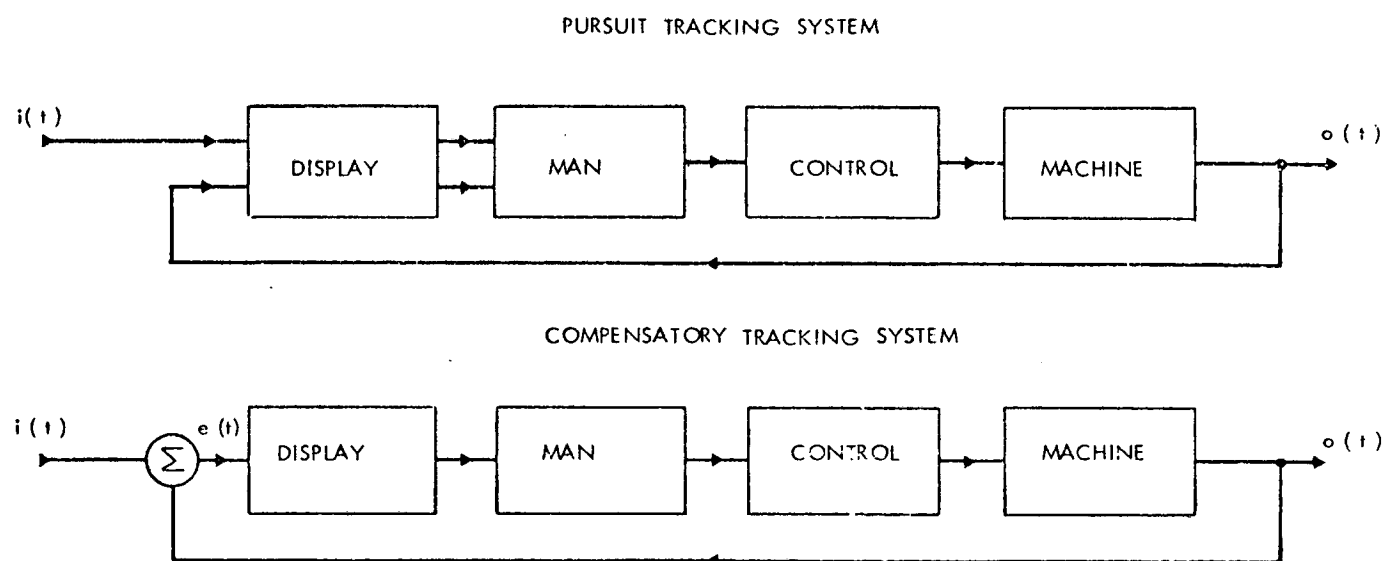 PURSUIT TRACKING SYSTEM
i(t)
o(t)
DISPLAY
MAN
CONTROL
MACHINE
COMPENSATORY TRACKING SYSTEM
i(t)
e(t)
o(t)
Σ
DISPLAY
MAN
CONTROL
MACHINE